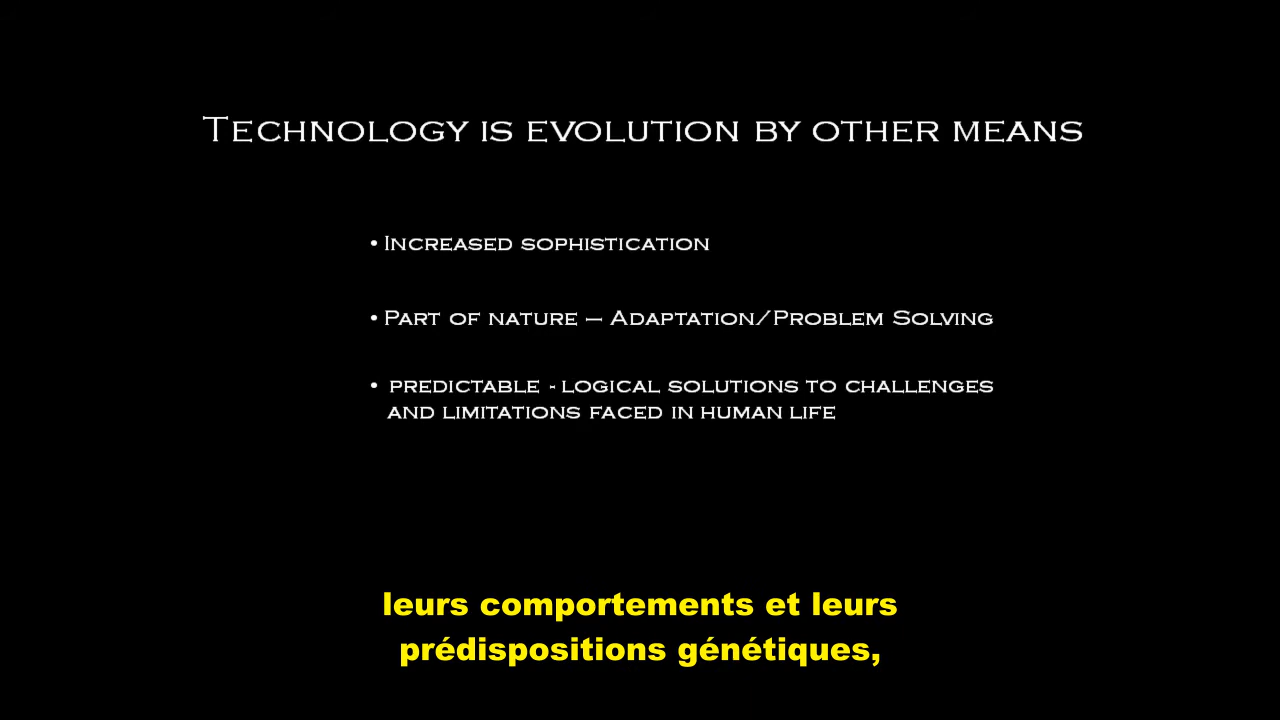 Technology is evolution by other means
• Increased sophistication
• Part of nature – Adaptation/Problem Solving
• predictable - logical solutions to challenges
and limitations faced in human life
leurs comportements et leurs
prédispositions génétiques,